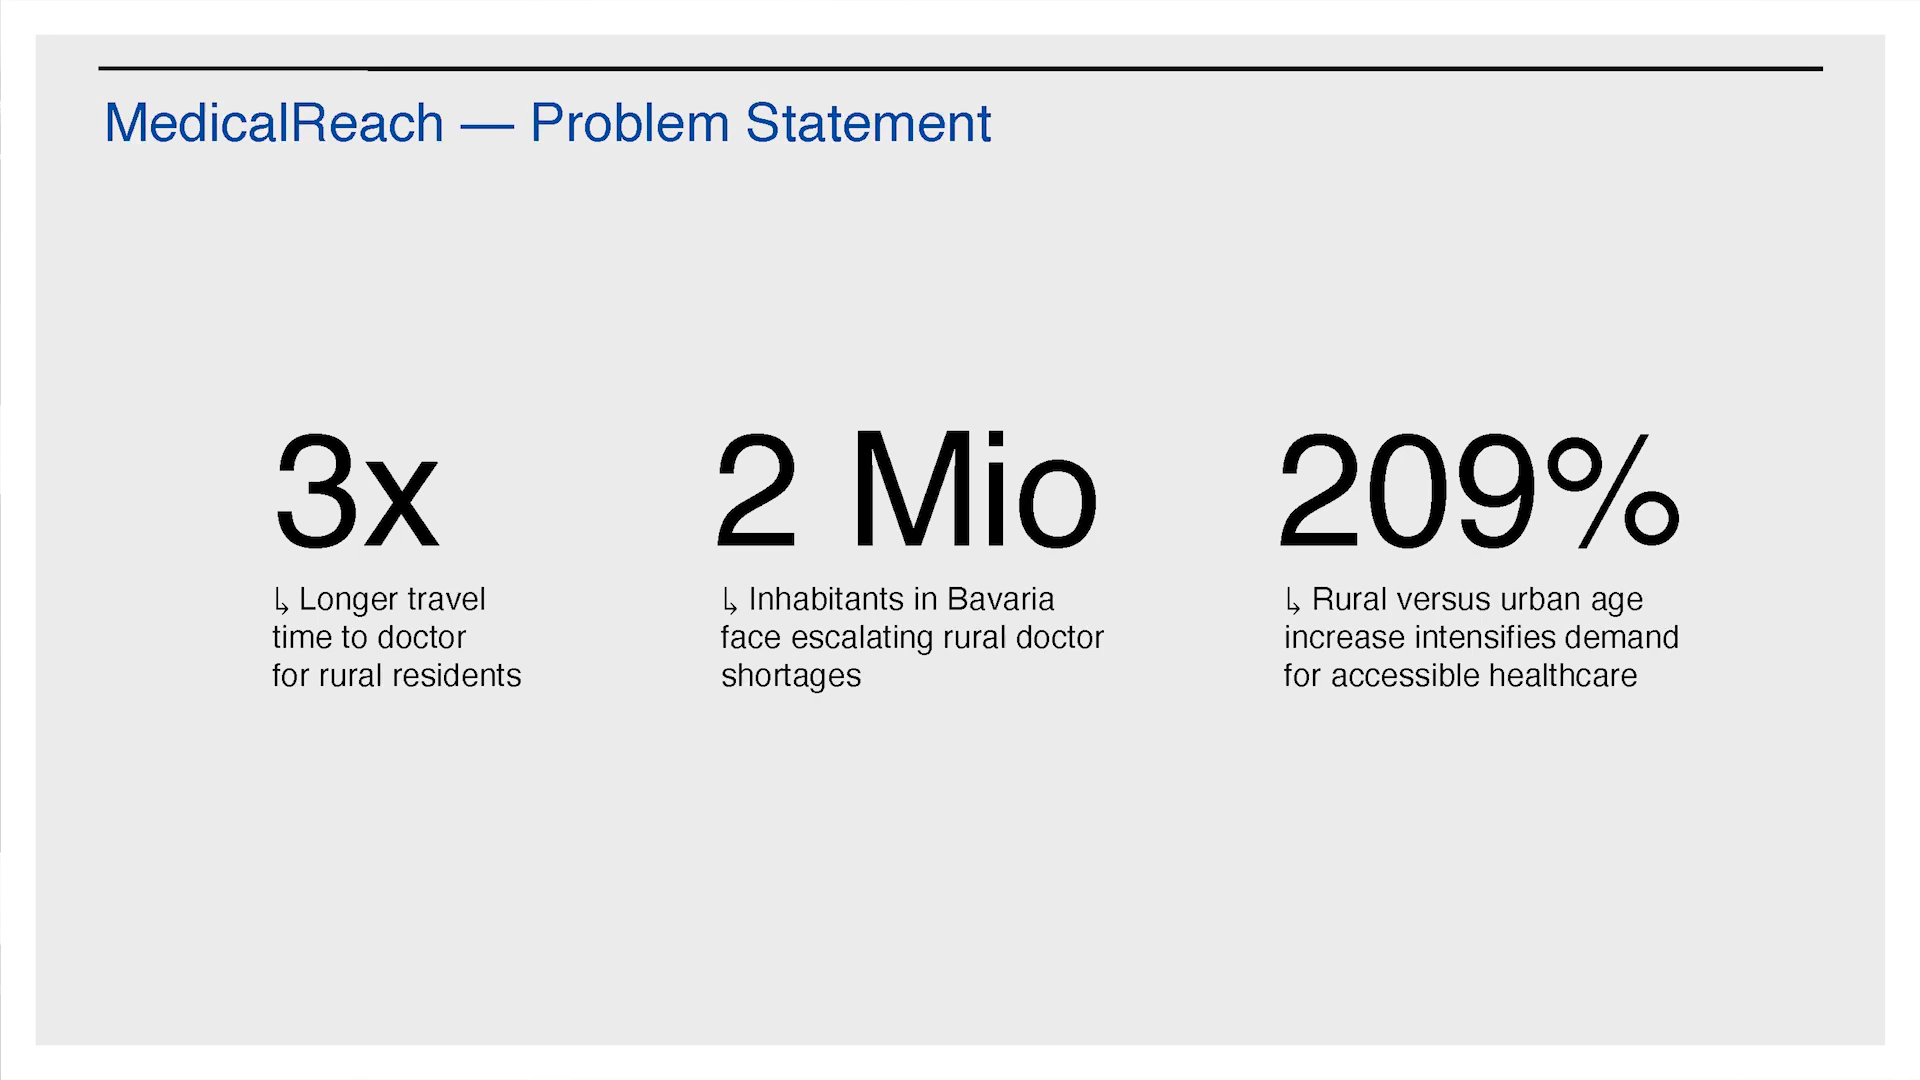 MedicalReach — Problem Statement
3x
↳ Longer travel
time to doctor
for rural residents
2 Mio
↳ Inhabitants in Bavaria
face escalating rural doctor
shortages
209%
↳ Rural versus urban age
increase intensifies demand
for accessible healthcare